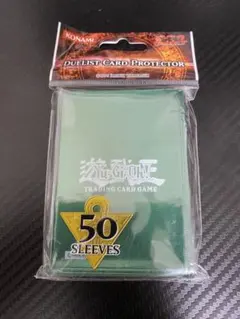 KONAMI
DUELIST CARD PROTECTOR
遊戯王
TRADING CARD GAME
50
SLEEVES